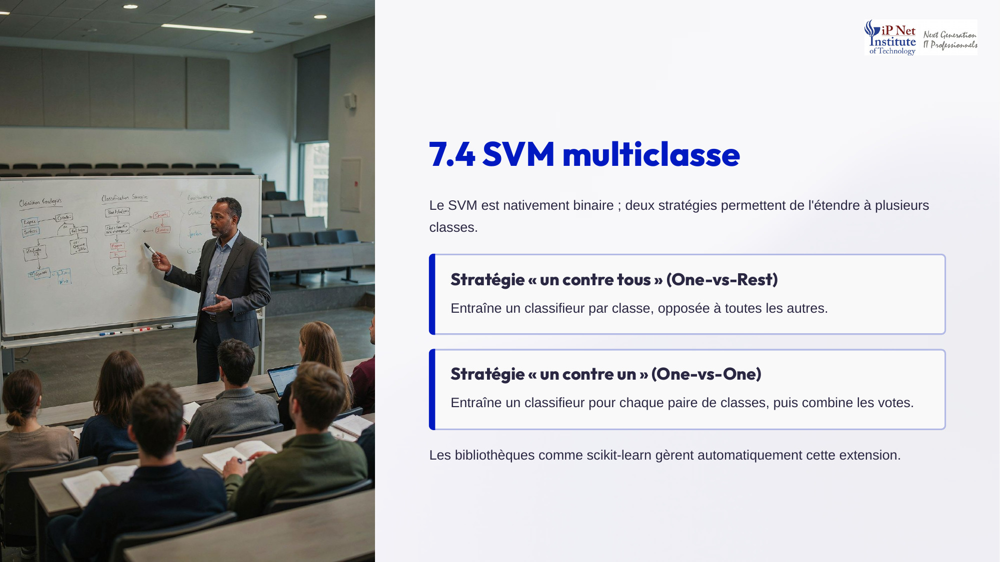 iP Net
Institute
of Technology
Next Generation
IT Professionnels
7.4 SVM multiclasse
Le SVM est nativement binaire ; deux stratégies permettent de l'étendre à plusieurs
classes.
Stratégie « un contre tous » (One-vs-Rest)
Entraîne un classifieur par classe, opposée à toutes les autres.
Stratégie « un contre un » (One-vs-One)
Entraîne un classifieur pour chaque paire de classes, puis combine les votes.
Les bibliothèques comme scikit-learn gèrent automatiquement cette extension.
Classification